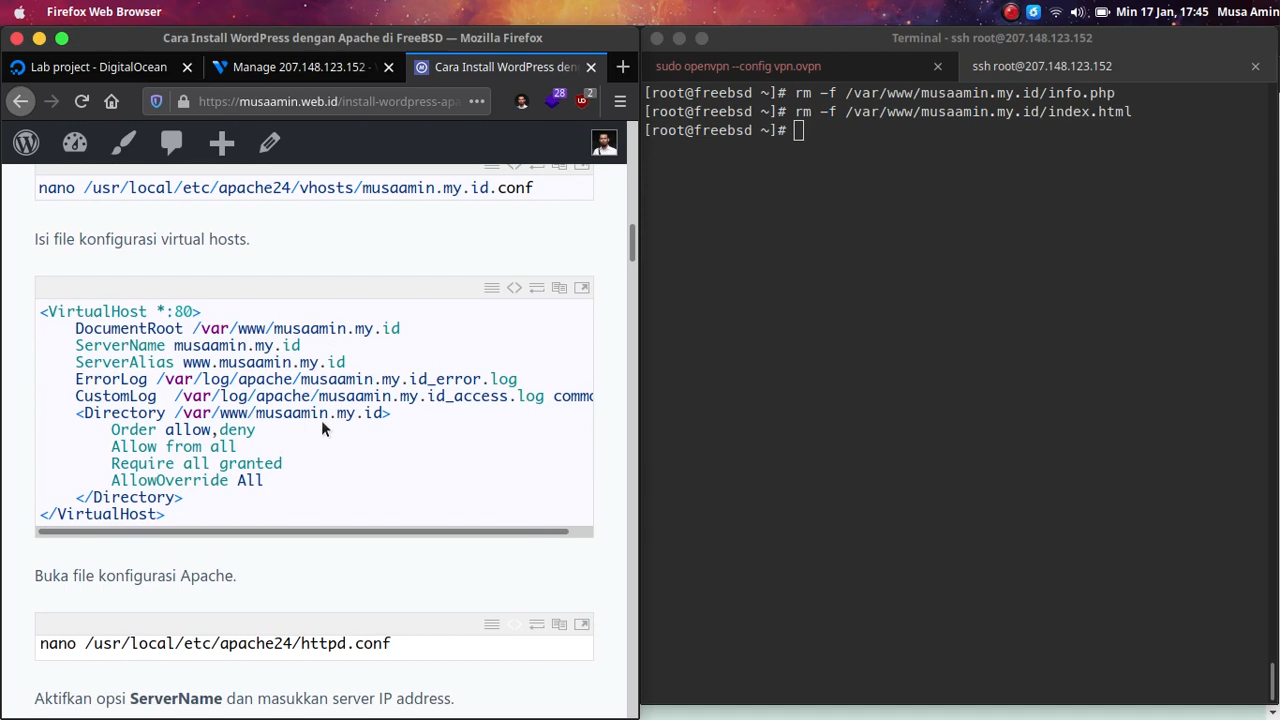 Firefox Web Browser
Min 17 Jan, 17:45 Musa Amin
Cara Install WordPress dengan Apache di FreeBSD — Mozilla Firefox
Lab project - DigitalOcean
Manage 207.148.123.152 -
Cara Install WordPress den
https://musaamin.web.id/install-wordpress-apa
28
2
nano /usr/local/etc/apache24/vhosts/musaamin.my.id.conf
Isi file konfigurasi virtual hosts.
<VirtualHost *:80>
DocumentRoot /var/www/musaamin.my.id
ServerName musaamin.my.id
ServerAlias www.musaamin.my.id
ErrorLog /var/log/apache/musaamin.my.id_error.log
CustomLog /var/log/apache/musaamin.my.id_access.log commo
<Directory /var/www/musaamin.my.id>
Order allow,deny
Allow from all
Require all granted
AllowOverride All
</Directory>
</VirtualHost>
Buka file konfigurasi Apache.
nano /usr/local/etc/apache24/httpd.conf
Aktifkan opsi ServerName dan masukkan server IP address.
Terminal - ssh root@207.148.123.152
sudo openvpn --config vpn.ovpn
ssh root@207.148.123.152
[root@freebsd ~]# rm -f /var/www/musaamin.my.id/info.php
[root@freebsd ~]# rm -f /var/www/musaamin.my.id/index.html
[root@freebsd ~]#